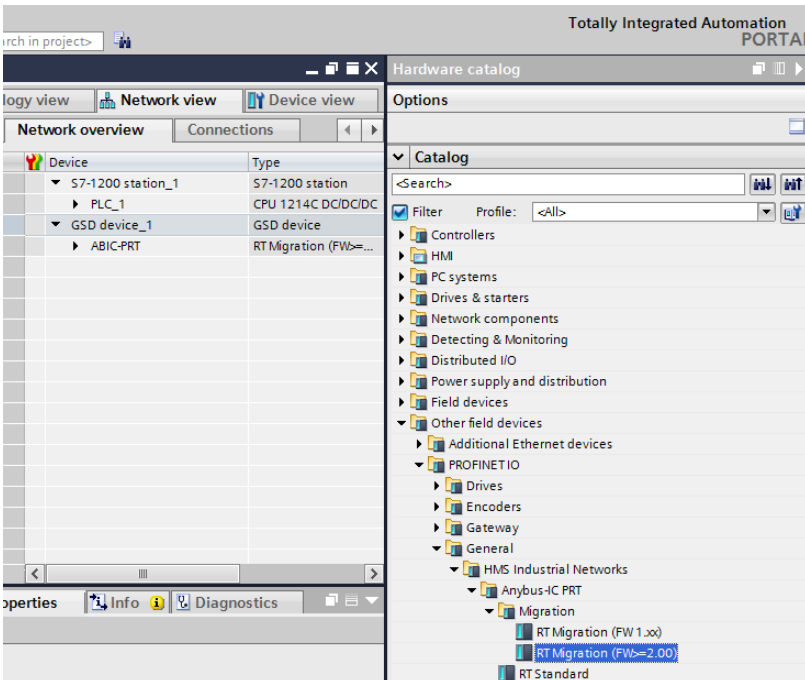 Totally Integrated Automation
PORTAL
arch in project>
Hardware catalog
logy view
Network view
Device view
Options
Network overview
Connections
Device
Type
S7-1200 station_1
S7-1200 station
PLC_1
CPU 1214C DC/DC/DC
GSD device_1
GSD device
ABIC-PRT
RT Migration (FW>=...
Catalog
<Search>
Filter
Profile:
<All>
Controllers
HMI
PC systems
Drives & starters
Network components
Detecting & Monitoring
Distributed I/O
Power supply and distribution
Field devices
Other field devices
Additional Ethernet devices
PROFINET IO
Drives
Encoders
Gateway
General
HMS Industrial Networks
Anybus-IC PRT
Migration
RT Migration (FW 1.xx)
RT Migration (FW>=2.00)
RT Standard
operties
Info
Diagnostics